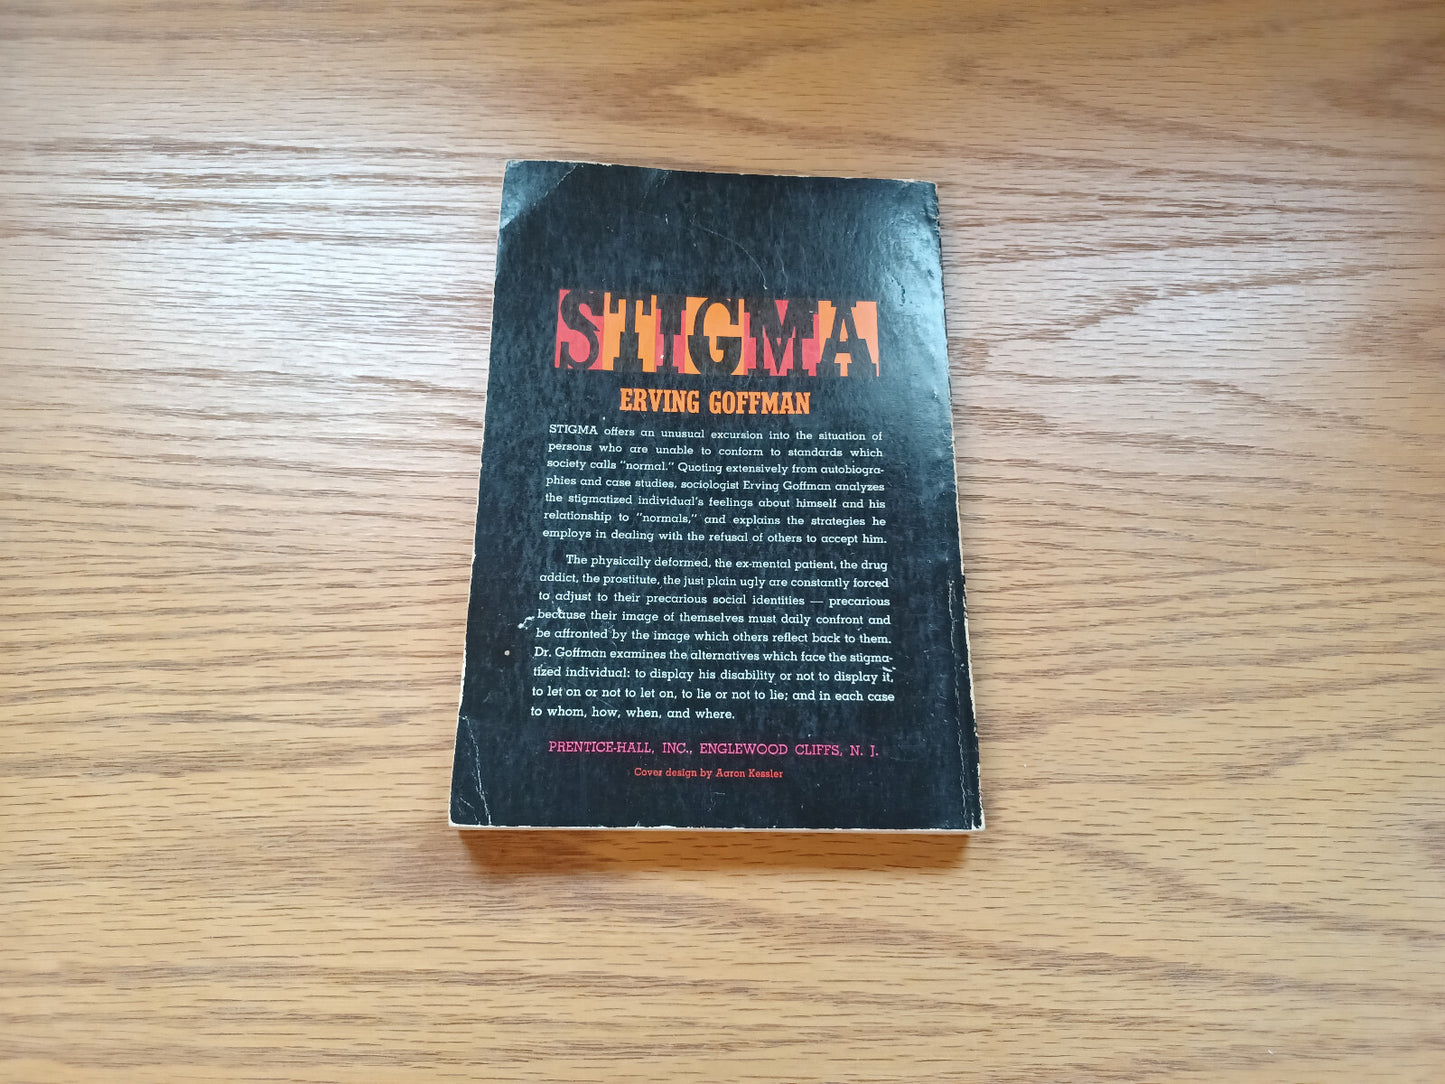 STIGMA
ERVING GOFFMAN
STIGMA offers an unusual excursion into the situation of
persons who are unable to conform to standards which
society calls "normal." Quoting extensively from autobiogra-
phies and case studies, sociologist Erving Goffman analyzes
the stigmatized individual's feelings about himself and his
relationship to "normals," and explains the strategies he
employs in dealing with the refusal of others to accept him.
The physically deformed, the ex-mental patient, the drug
addict, the prostitute, the just plain ugly are constantly forced
to adjust to their precarious social identities — precarious
because their image of themselves must daily confront and
be affronted by the image which others reflect back to them.
Dr. Goffman examines the alternatives which face the stigma-
tized individual: to display his disability or not to display it,
to let on or not to let on, to lie or not to lie; and in each case
to whom, how, when, and where.
PRENTICE-HALL, INC., ENGLEWOOD CLIFFS, N. J.
Cover design by Aaron Kessler